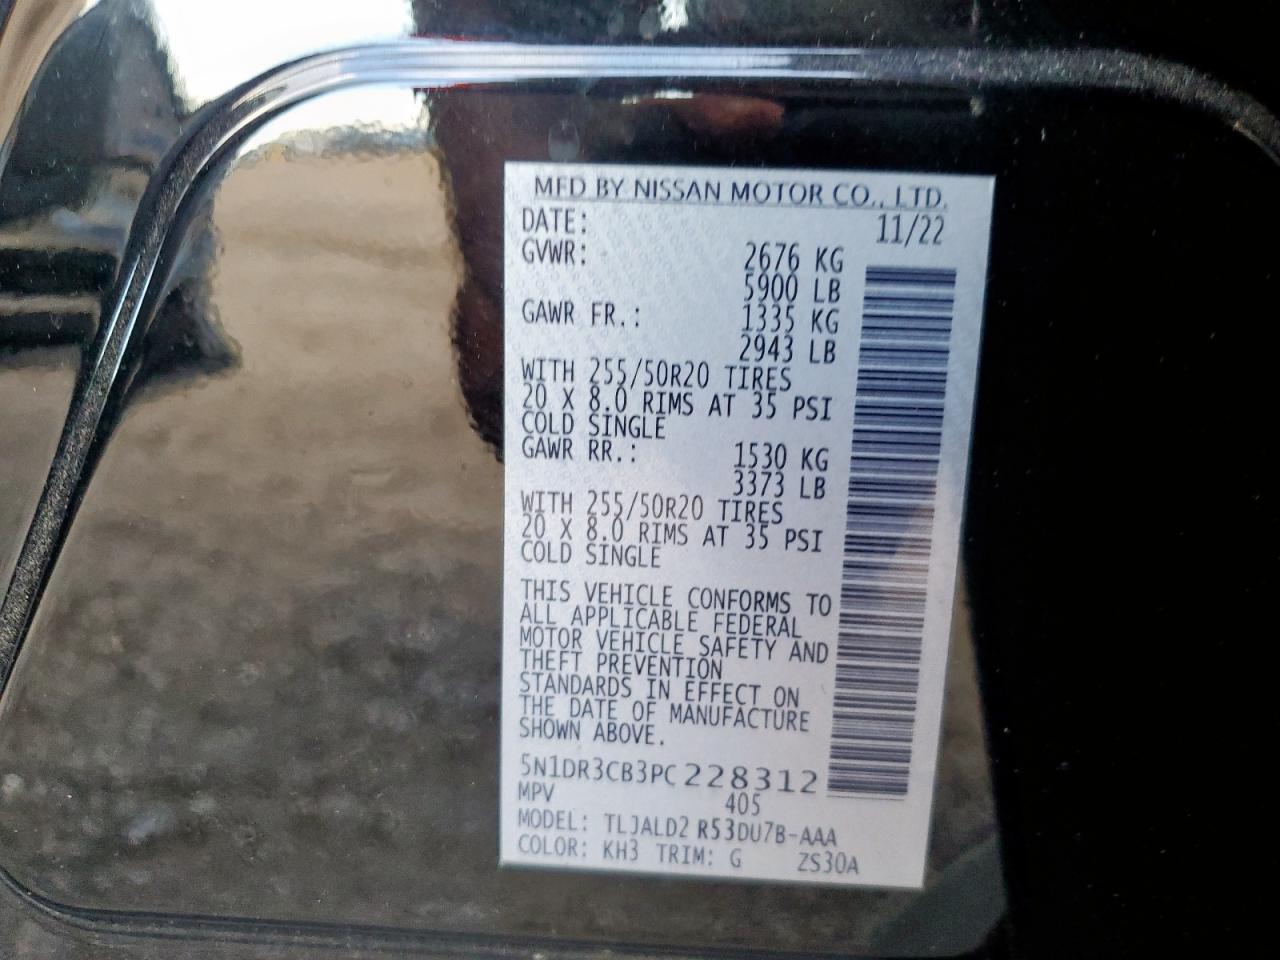 MFD BY NISSAN MOTOR CO., LTD.
DATE: 11/22
GVWR: 2676 KG
5900 LB
GAWR FR.: 1335 KG
2943 LB
WITH 255/50R20 TIRES
20 X 8.0 RIMS AT 35 PSI
COLD SINGLE
GAWR RR.: 1530 KG
3373 LB
WITH 255/50R20 TIRES
20 X 8.0 RIMS AT 35 PSI
COLD SINGLE
THIS VEHICLE CONFORMS TO
ALL APPLICABLE FEDERAL
MOTOR VEHICLE SAFETY AND
THEFT PREVENTION
STANDARDS IN EFFECT ON
THE DATE OF MANUFACTURE
SHOWN ABOVE.
5N1DR3CB3PC228312
MPV 405
MODEL: TLJALD2 R53DU7B-AAA
COLOR: KH3 TRIM: G ZS30A